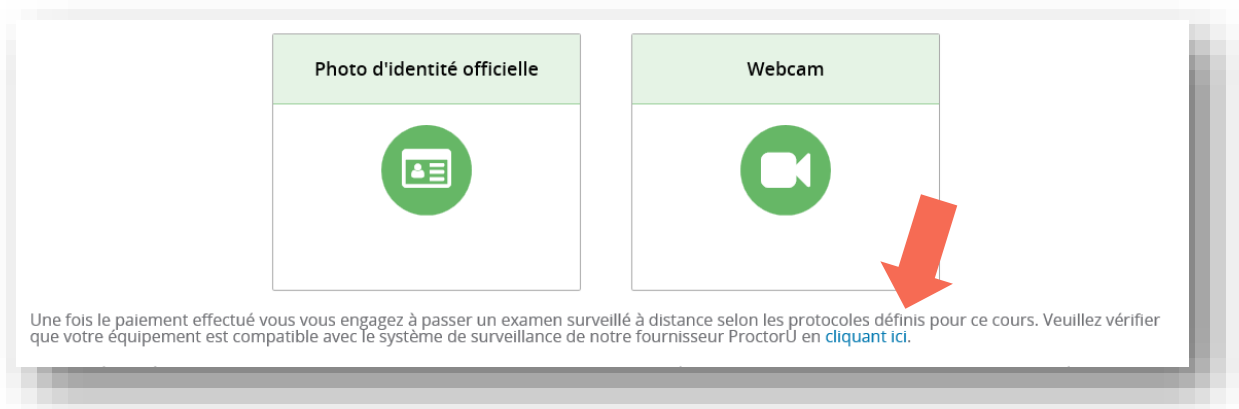 Photo d'identité officielle
Webcam
Une fois le paiement effectué vous vous engagez à passer un examen surveillé à distance selon les protocoles définis pour ce cours. Veuillez vérifier
que votre équipement est compatible avec le système de surveillance de notre fournisseur ProctorU en cliquant ici.